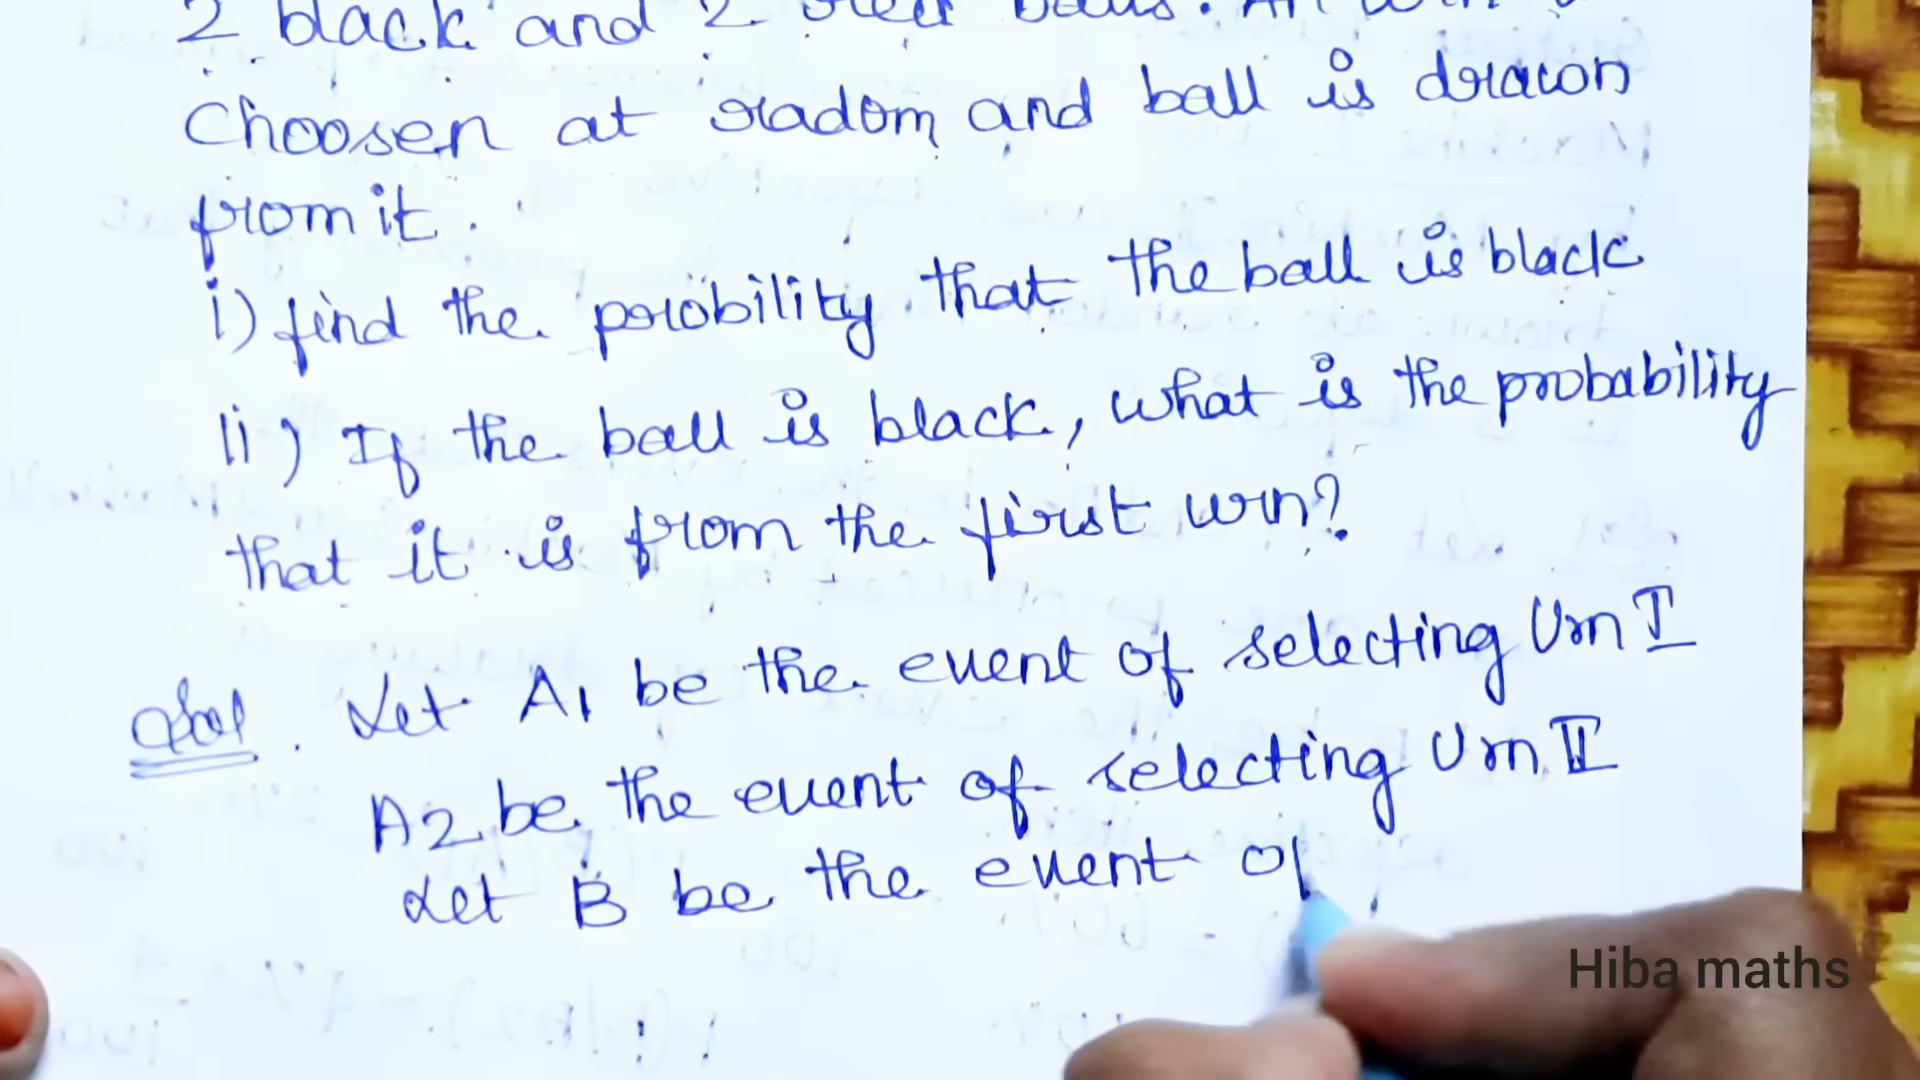 2 black and 2
Choosen at radom and ball is drawon
from it.
i) find the probility that the ball is black
ii) If the ball is black, what is the probability
that it is from the first urn?
Sol. Let A1 be the event of selecting Urn I
A2 be the event of selecting Urn II
Let B be the event of
Hiba maths